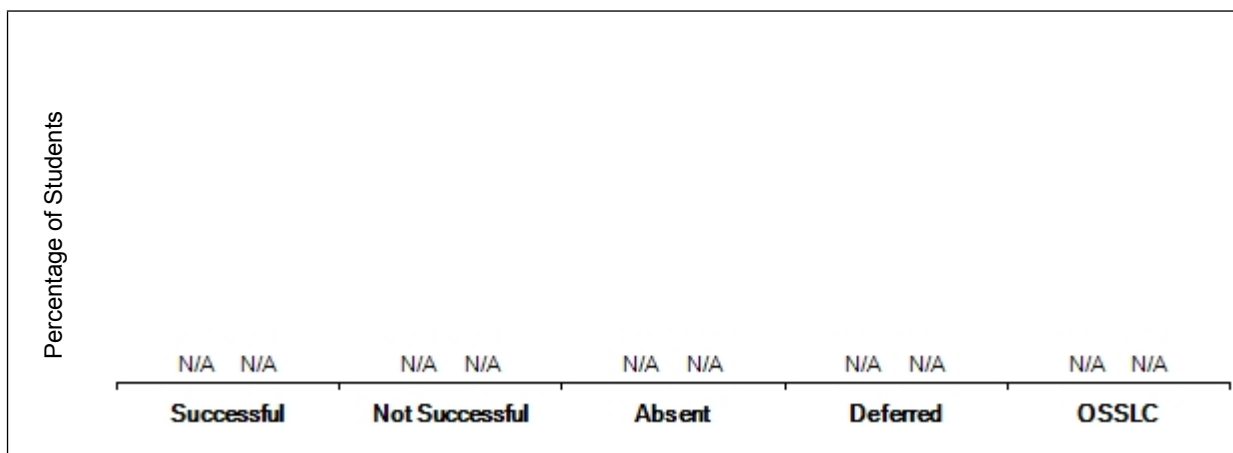 Percentage of Students
N/A N/A N/A N/A N/A N/A N/A N/A N/A N/A
Successful Not Successful Absent Deferred OSSLC